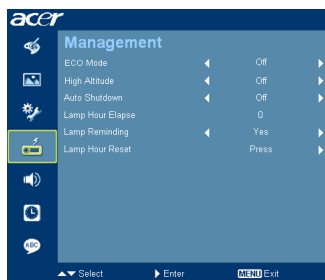 acer
Management
ECO Mode Off
High Altitude Off
Auto Shutdown Off
Lamp Hour Elapse 0
Lamp Reminding Yes
Lamp Hour Reset Press
ABC
Select Enter MENU Exit